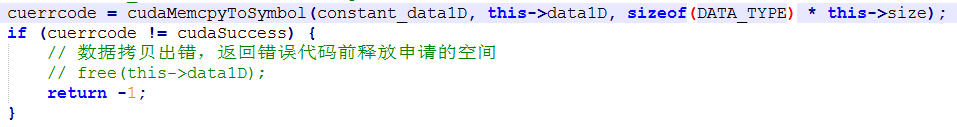 cuerrcode = cudaMemcpyToSymbol(constant_data1D, this->data1D, sizeof(DATA_TYPE) * this->size);
if (cuerrcode != cudaSuccess) {
// 数据拷贝出错，返回错误代码前释放申请的空间
// free(this->data1D);
return -1;
}